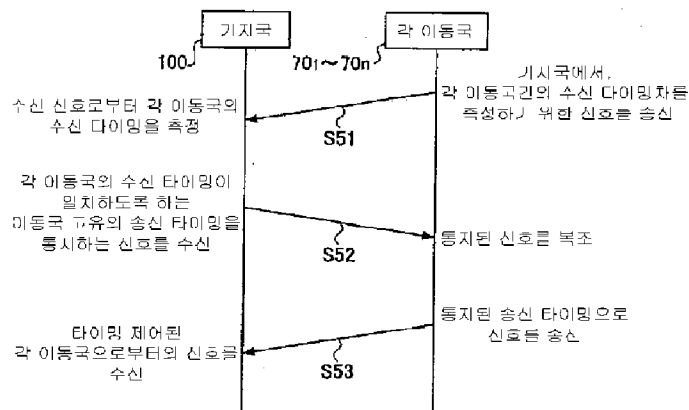 기지국
각 이동국
100
70₁~70n
기지국에서,
각 이동국간의 수신 타이밍차를
측정하기 위한 신호를 송신
수신 신호로부터 각 이동국의
수신 타이밍을 측정
S51
각 이동국의 수신 타이밍이
일치하도록 하는
이동국 고유의 송신 타이밍을
통지하는 신호를 수신
S52
통지된 신호를 복조
통지된 송신 타이밍으로
신호를 송신
타이밍 제어된
각 이동국으로부터의 신호를
수신
S53